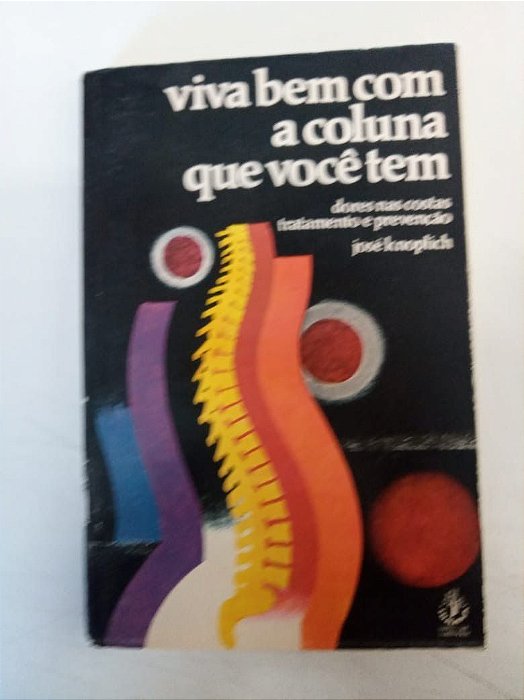 viva bem com
a coluna
que você tem
dores nas costas
tratamento e prevenção
josé knoplich